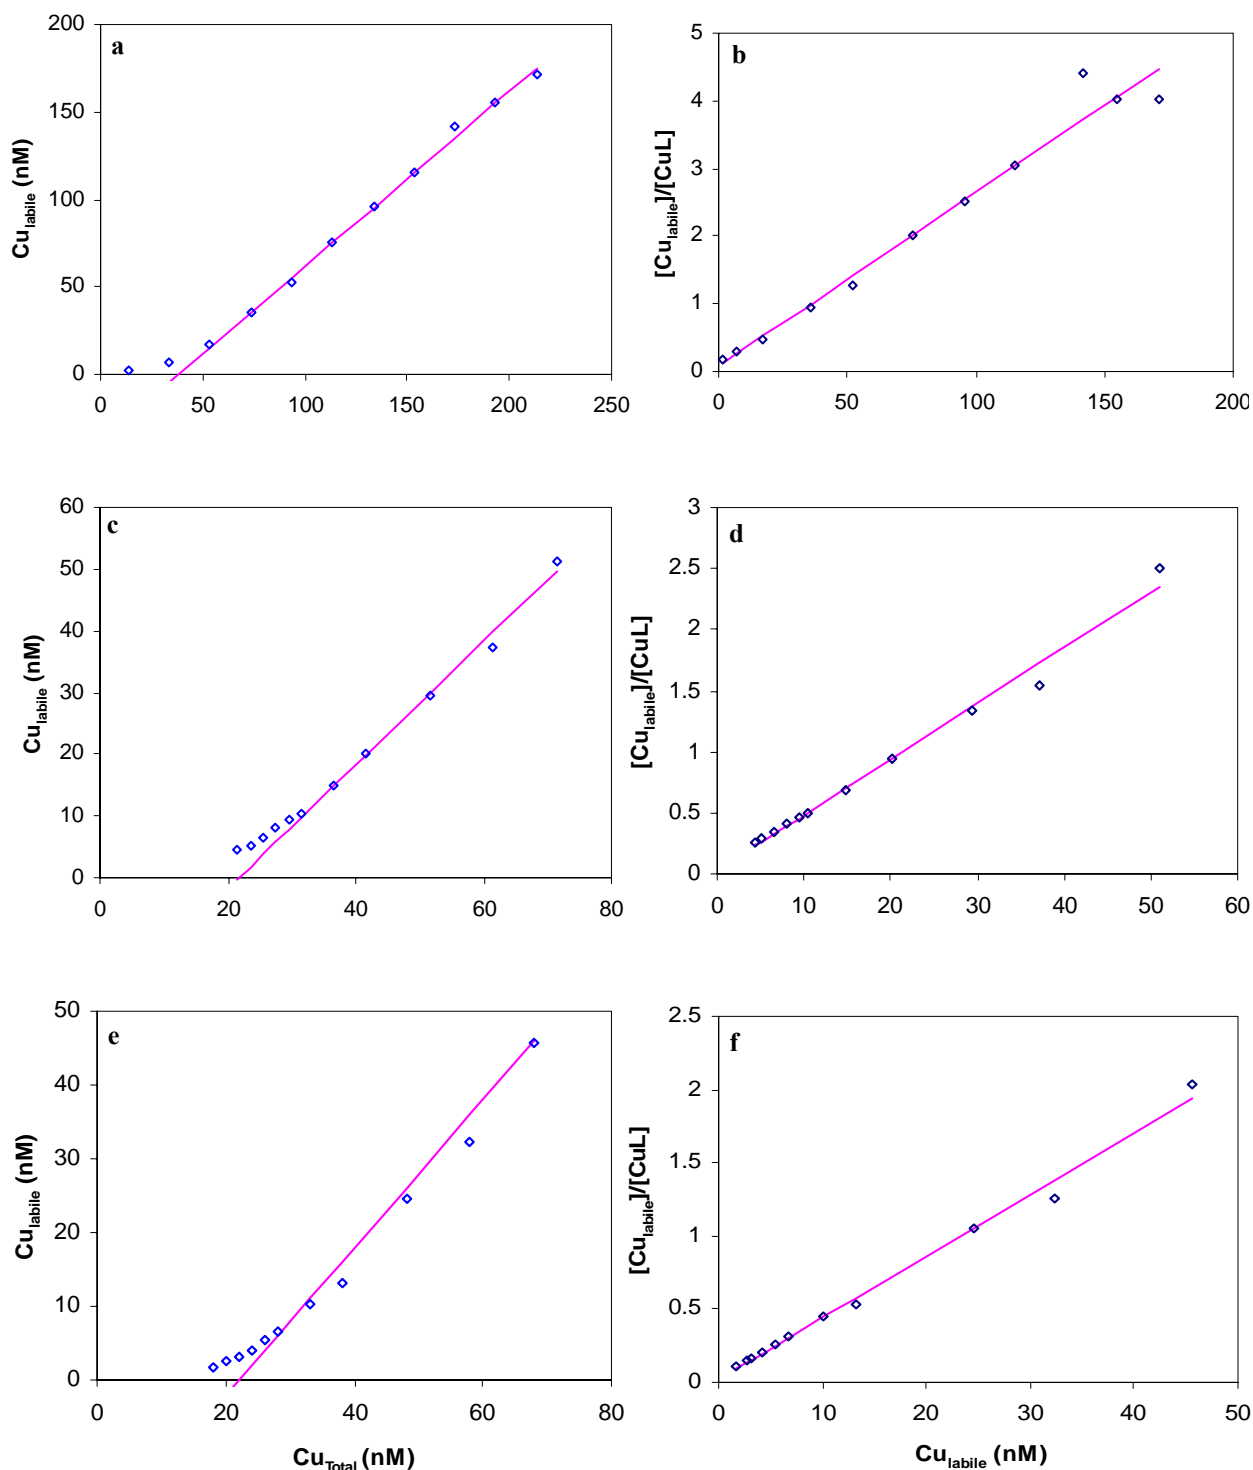 a
200
150
100
50
0
0 50 100 150 200 250
Cu_labile (nM)
b
5
4
3
2
1
0
0 50 100 150 200
[Cu_labile]/[CuL]
c
60
50
40
30
20
10
0
0 20 40 60 80
Cu_labile (nM)
d
3
2.5
2
1.5
1
0.5
0
0 10 20 30 40 50 60
[Cu_labile]/[CuL]
e
50
40
30
20
10
0
0 20 40 60 80
Cu_labile (nM)
Cu_Total (nM)
f
2.5
2
1.5
1
0.5
0
0 10 20 30 40 50
[Cu_labile]/[CuL]
Cu_labile (nM)